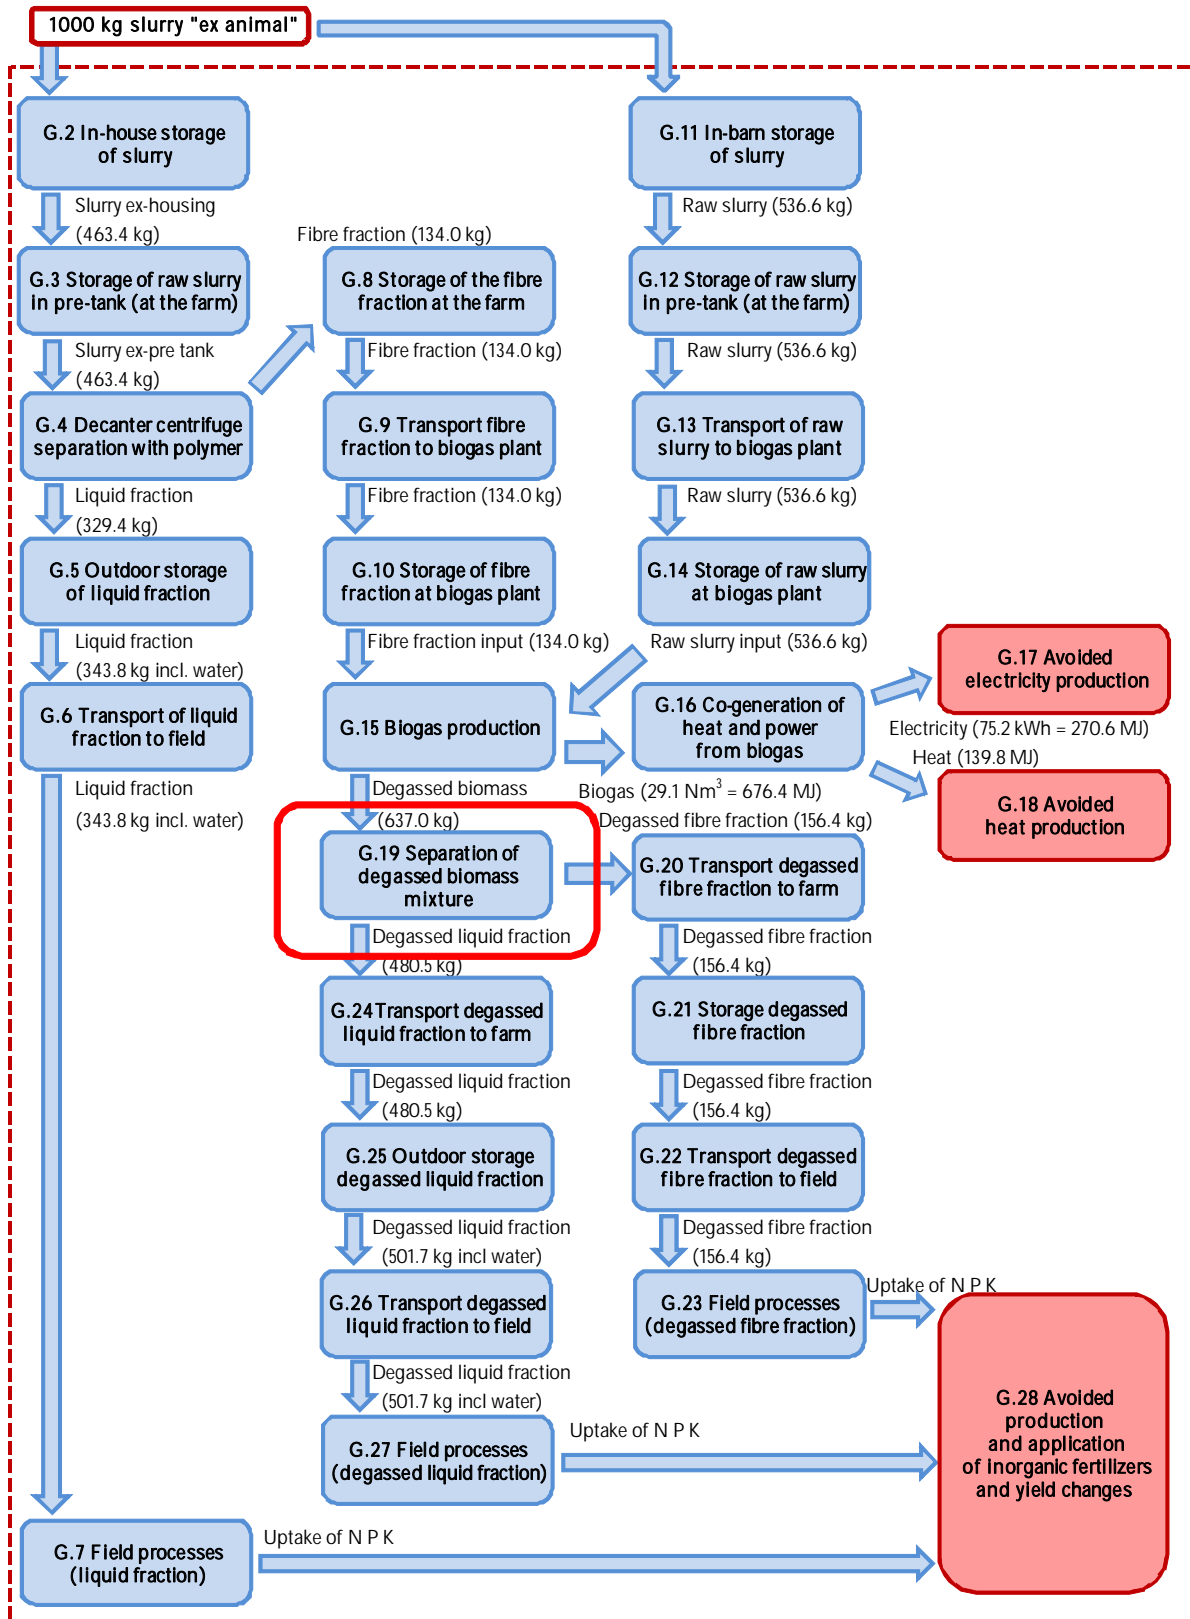 1000 kg slurry "ex animal"
G.2 In-house storage
of slurry
Slurry ex-housing
(463.4 kg)
G.3 Storage of raw slurry
in pre-tank (at the farm)
Slurry ex-pre tank
(463.4 kg)
G.4 Decanter centrifuge
separation with polymer
Liquid fraction
(329.4 kg)
G.5 Outdoor storage
of liquid fraction
Liquid fraction
(343.8 kg incl. water)
G.6 Transport of liquid
fraction to field
Liquid fraction
(343.8 kg incl. water)
G.7 Field processes
(liquid fraction)
Uptake of N P K
Fibre fraction (134.0 kg)
G.8 Storage of the fibre
fraction at the farm
Fibre fraction (134.0 kg)
G.9 Transport fibre
fraction to biogas plant
Fibre fraction (134.0 kg)
G.10 Storage of fibre
fraction at biogas plant
Fibre fraction input (134.0 kg)
G.11 In-barn storage
of slurry
Raw slurry (536.6 kg)
G.12 Storage of raw slurry
in pre-tank (at the farm)
Raw slurry (536.6 kg)
G.13 Transport of raw
slurry to biogas plant
Raw slurry (536.6 kg)
G.14 Storage of raw slurry
at biogas plant
Raw slurry input (536.6 kg)
G.15 Biogas production
Biogas (29.1 Nm³ = 676.4 MJ)
G.16 Co-generation of
heat and power
from biogas
G.17 Avoided
electricity production
Electricity (75.2 kWh = 270.6 MJ)
Heat (139.8 MJ)
G.18 Avoided
heat production
Degassed biomass
(637.0 kg)
G.19 Separation of
degassed biomass
mixture
Degassed fibre fraction (156.4 kg)
G.20 Transport degassed
fibre fraction to farm
Degassed fibre fraction
(156.4 kg)
G.21 Storage degassed
fibre fraction
Degassed fibre fraction
(156.4 kg)
G.22 Transport degassed
fibre fraction to field
Degassed fibre fraction
(156.4 kg)
G.23 Field processes
(degassed fibre fraction)
Uptake of N P K
Degassed liquid fraction
(480.5 kg)
G.24Transport degassed
liquid fraction to farm
Degassed liquid fraction
(480.5 kg)
G.25 Outdoor storage
degassed liquid fraction
Degassed liquid fraction
(501.7 kg incl water)
G.26 Transport degassed
liquid fraction to field
Degassed liquid fraction
(501.7 kg incl water)
G.27 Field processes
(degassed liquid fraction)
Uptake of N P K
G.28 Avoided
production
and application
of inorganic fertilizers
and yield changes